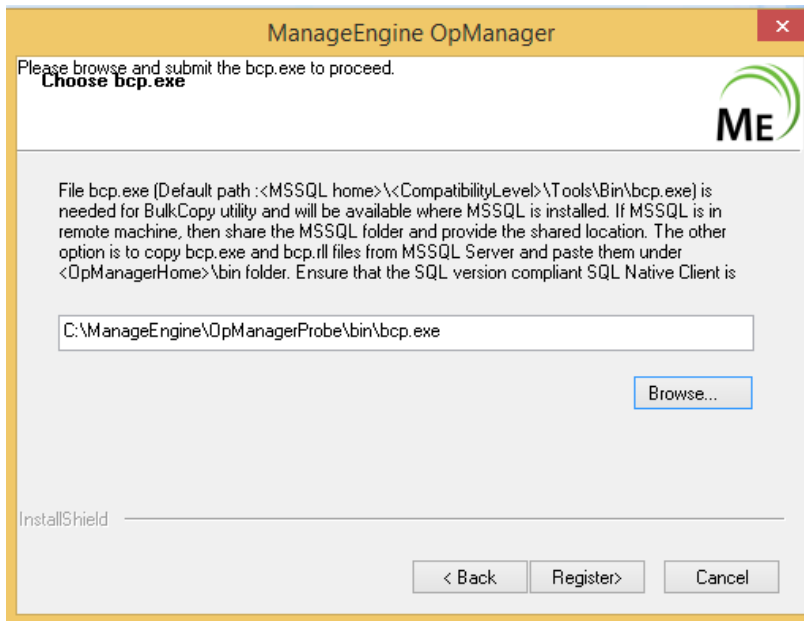 ManageEngine OpManager
Please browse and submit the bcp.exe to proceed.
Choose bcp.exe
ME
File bcp.exe (Default path :<MSSQL home>\<CompatibilityLevel>\Tools\Bin\bcp.exe) is
needed for BulkCopy utility and will be available where MSSQL is installed. If MSSQL is in
remote machine, then share the MSSQL folder and provide the shared location. The other
option is to copy bcp.exe and bcp.rll files from MSSQL Server and paste them under
<OpManagerHome>\bin folder. Ensure that the SQL version compliant SQL Native Client is
C:\ManageEngine\OpManagerProbe\bin\bcp.exe
Browse...
InstallShield
< Back Register> Cancel